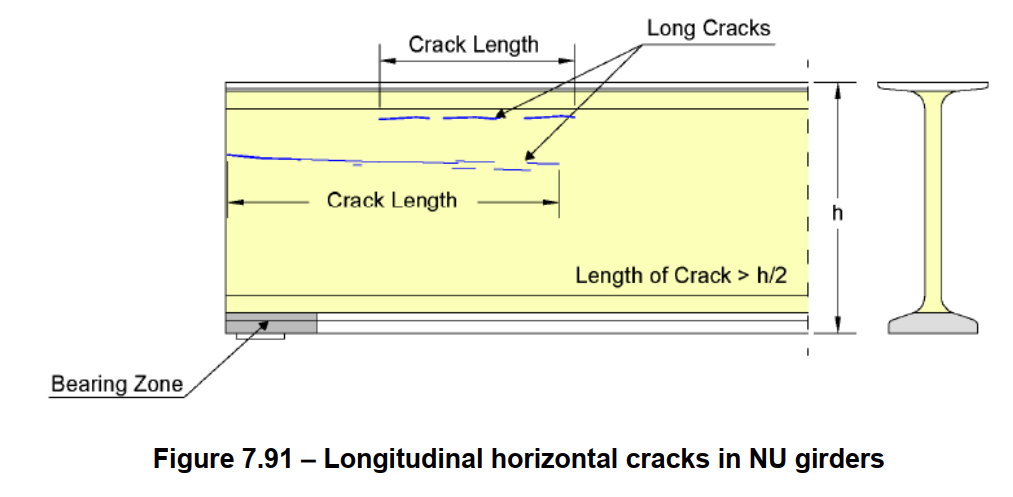 Long Cracks
Crack Length
Crack Length
h
Length of Crack > h/2
Bearing Zone
Figure 7.91 – Longitudinal horizontal cracks in NU girders